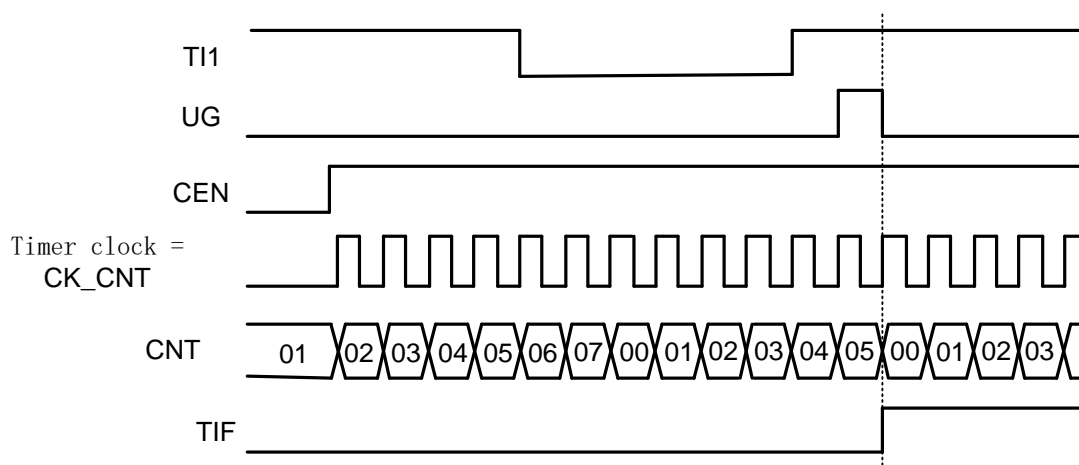 TI1
UG
CEN
Timer clock =
CK_CNT
CNT 01 02 03 04 05 06 07 00 01 02 03 04 05 00 01 02 03
TIF